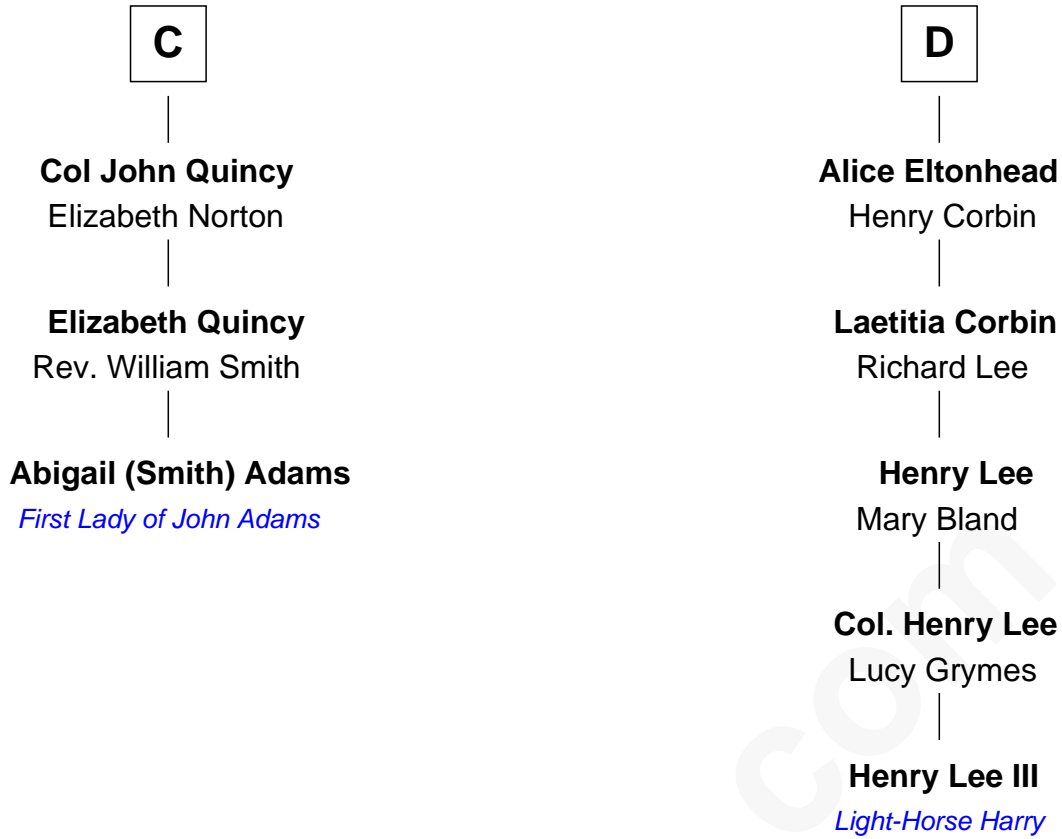 C
Col John Quincy
Elizabeth Norton
Elizabeth Quincy
Rev. William Smith
Abigail (Smith) Adams
First Lady of John Adams
D
Alice Eltonhead
Henry Corbin
Laetitia Corbin
Richard Lee
Henry Lee
Mary Bland
Col. Henry Lee
Lucy Grymes
Henry Lee III
Light-Horse Harry
com